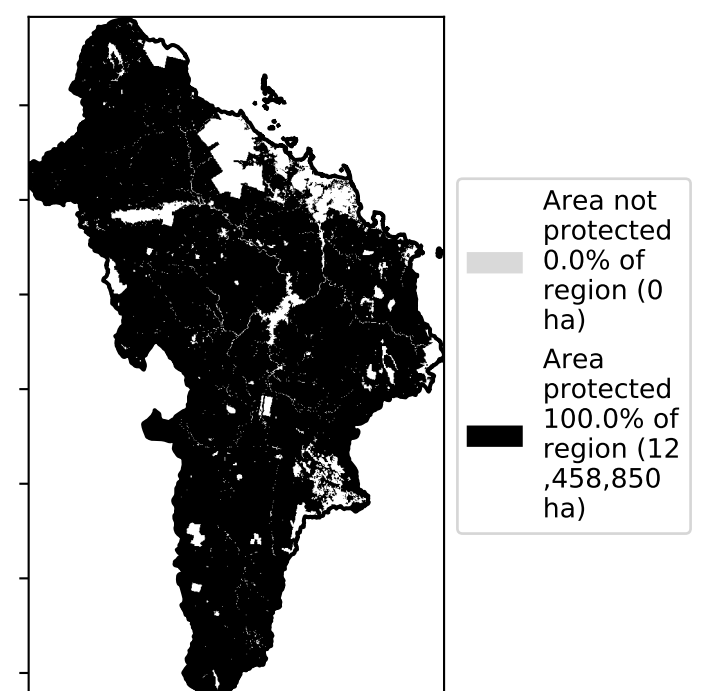 Area not
protected
0.0% of
region (0
ha)
Area
protected
100.0% of
region (12
,458,850
ha)